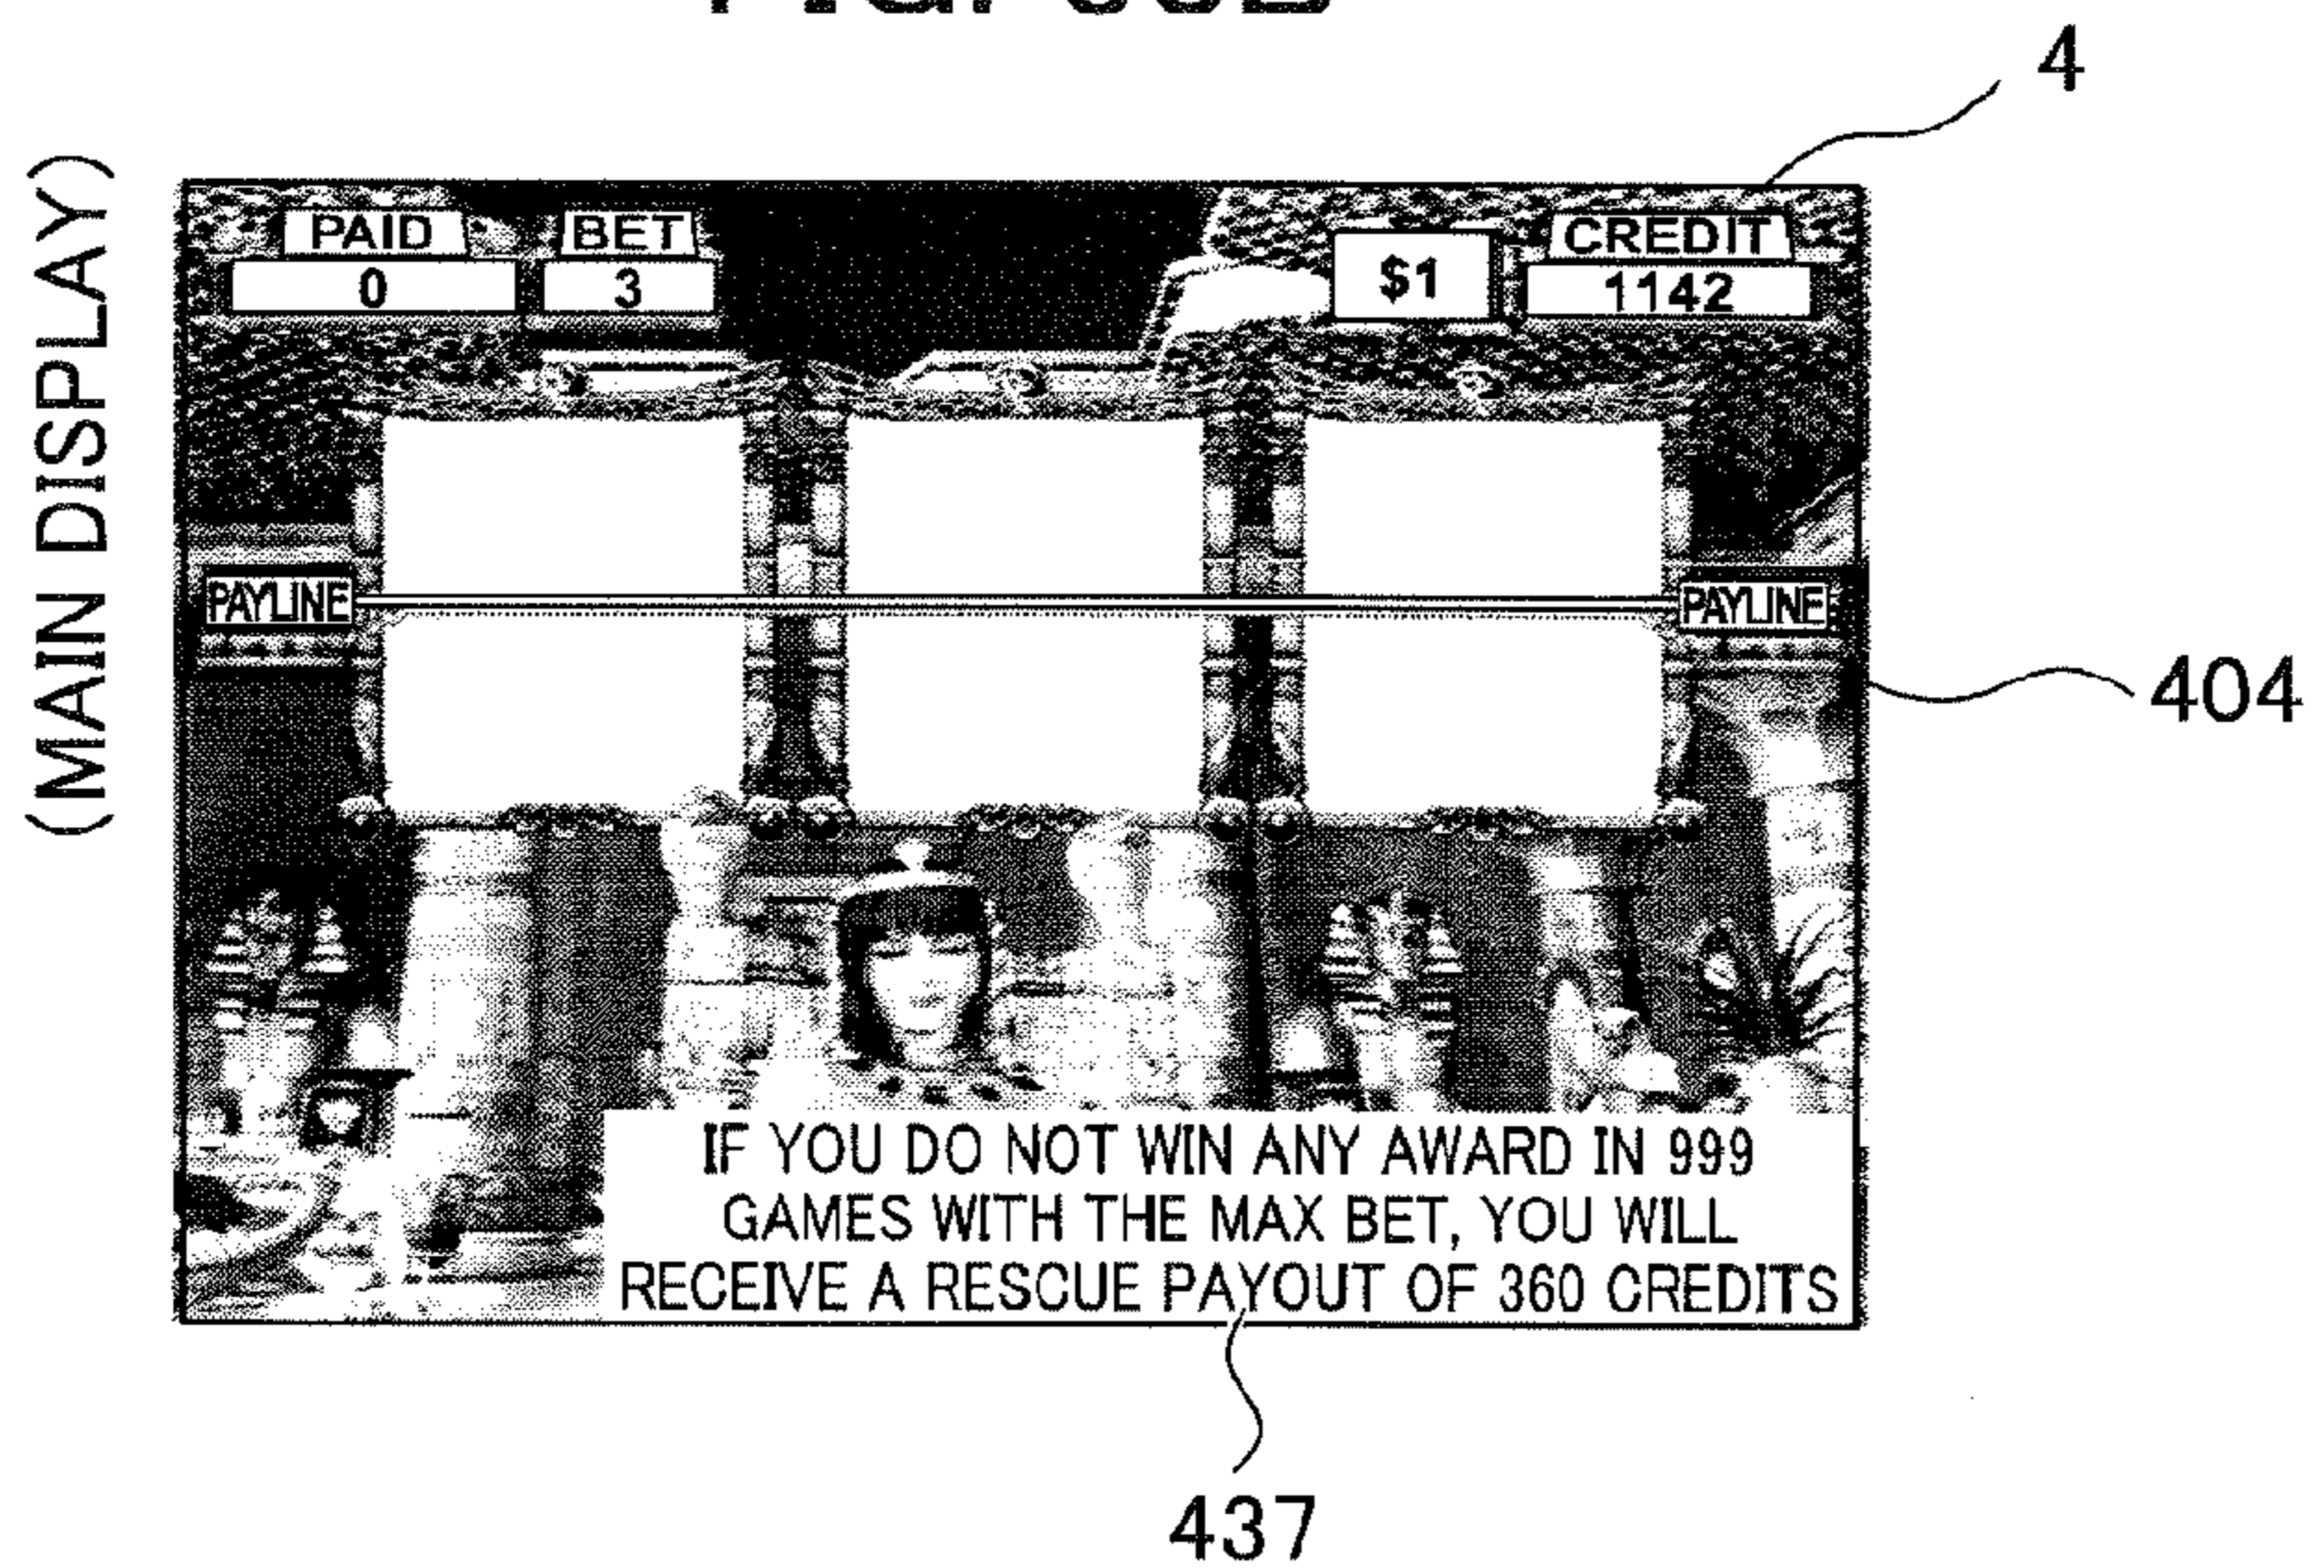 4
(MAIN DISPLAY)
PAID
BET
CREDIT
0
3
$1
1142
PAYLINE
PAYLINE
404
IF YOU DO NOT WIN ANY AWARD IN 999
GAMES WITH THE MAX BET, YOU WILL
RECEIVE A RESCUE PAYOUT OF 360 CREDITS
437